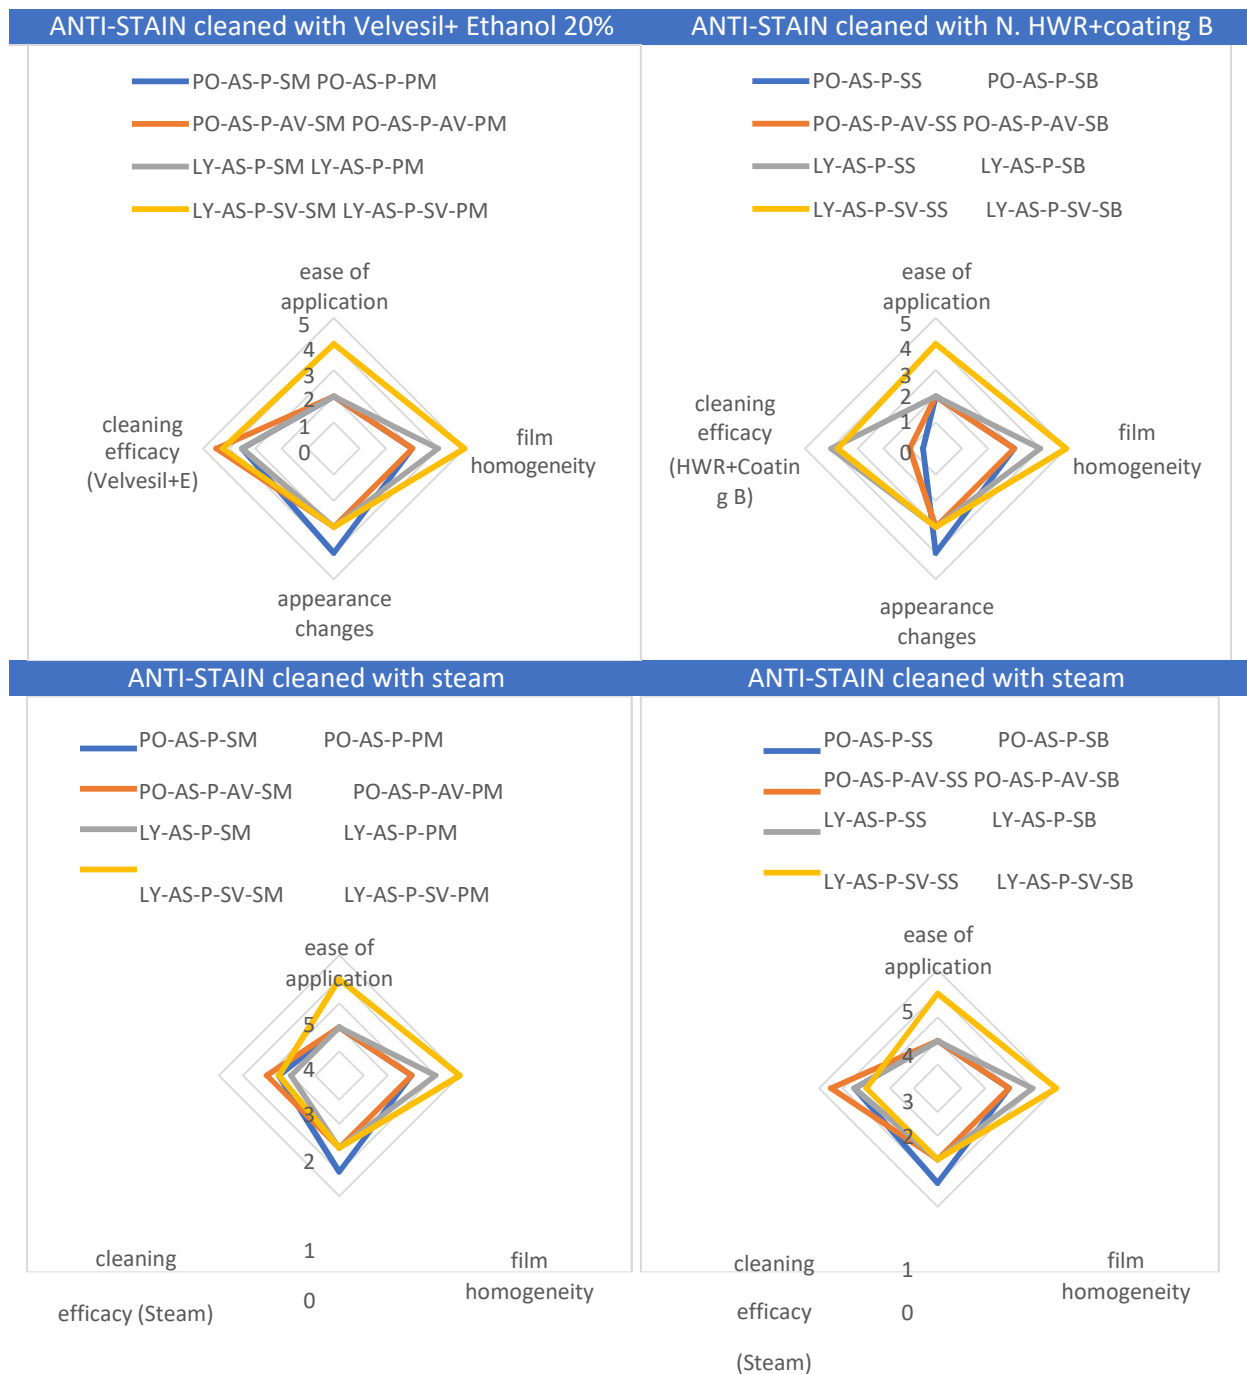 ANTI-STAIN cleaned with Velvesil+ Ethanol 20%
PO-AS-P-SM PO-AS-P-PM
PO-AS-P-AV-SM PO-AS-P-AV-PM
LY-AS-P-SM LY-AS-P-PM
LY-AS-P-SV-SM LY-AS-P-SV-PM
ease of
application
5
4
3
2
1
0
cleaning
efficacy
(Velvesil+E)
film
homogeneity
appearance
changes
ANTI-STAIN cleaned with N. HWR+coating B
PO-AS-P-SS PO-AS-P-SB
PO-AS-P-AV-SS PO-AS-P-AV-SB
LY-AS-P-SS LY-AS-P-SB
LY-AS-P-SV-SS LY-AS-P-SV-SB
ease of
application
5
4
3
2
1
0
cleaning
efficacy
(HWR+Coatin
g B)
film
homogeneity
appearance
changes
ANTI-STAIN cleaned with steam
PO-AS-P-SM PO-AS-P-PM
PO-AS-P-AV-SM PO-AS-P-AV-PM
LY-AS-P-SM LY-AS-P-PM
LY-AS-P-SV-SM LY-AS-P-SV-PM
ease of
application
5
4
3
2
1
0
cleaning
efficacy (Steam)
film
homogeneity
ANTI-STAIN cleaned with steam
PO-AS-P-SS PO-AS-P-SB
PO-AS-P-AV-SS PO-AS-P-AV-SB
LY-AS-P-SS LY-AS-P-SB
LY-AS-P-SV-SS LY-AS-P-SV-SB
ease of
application
5
4
3
2
1
0
cleaning
efficacy
(Steam)
film
homogeneity